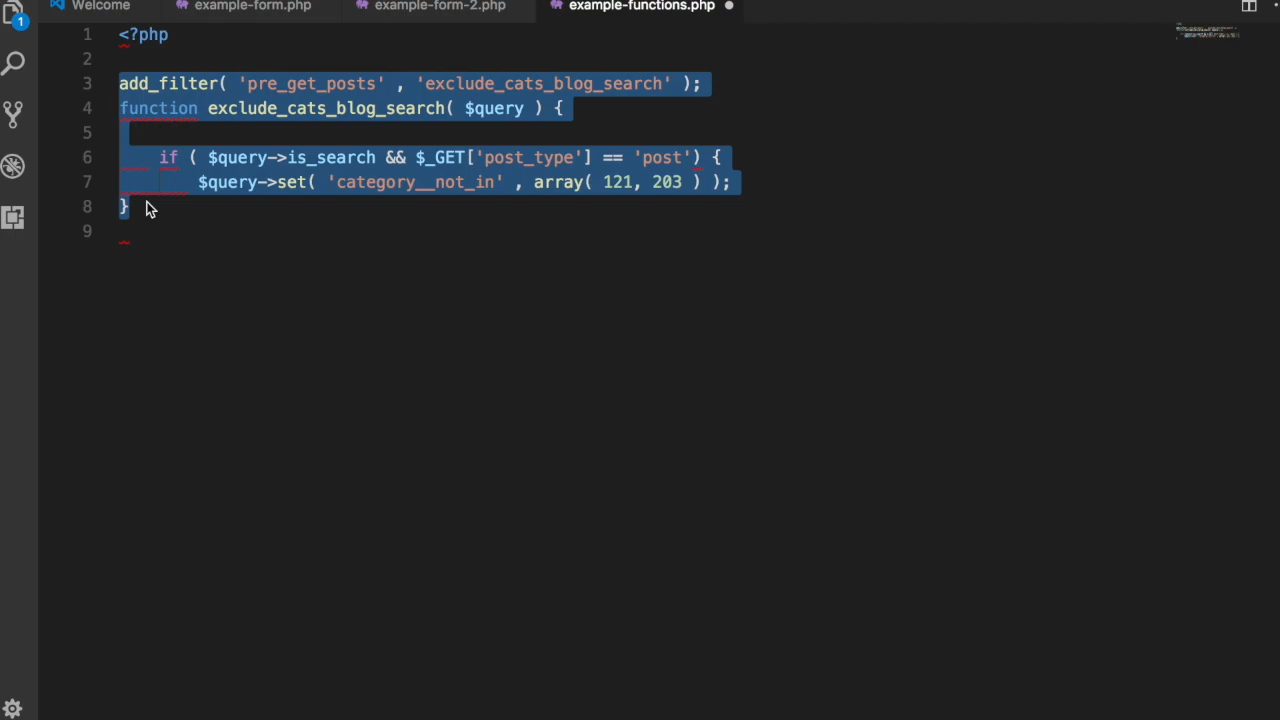 Welcome example-form.php example-form-2.php example-functions.php
1
1 <?php
2
3 add_filter( 'pre_get_posts' , 'exclude_cats_blog_search' );
4 function exclude_cats_blog_search( $query ) {
5
6 if ( $query->is_search && $_GET['post_type'] == 'post') {
7 $query->set( 'category__not_in' , array( 121, 203 ) );
8 }
9